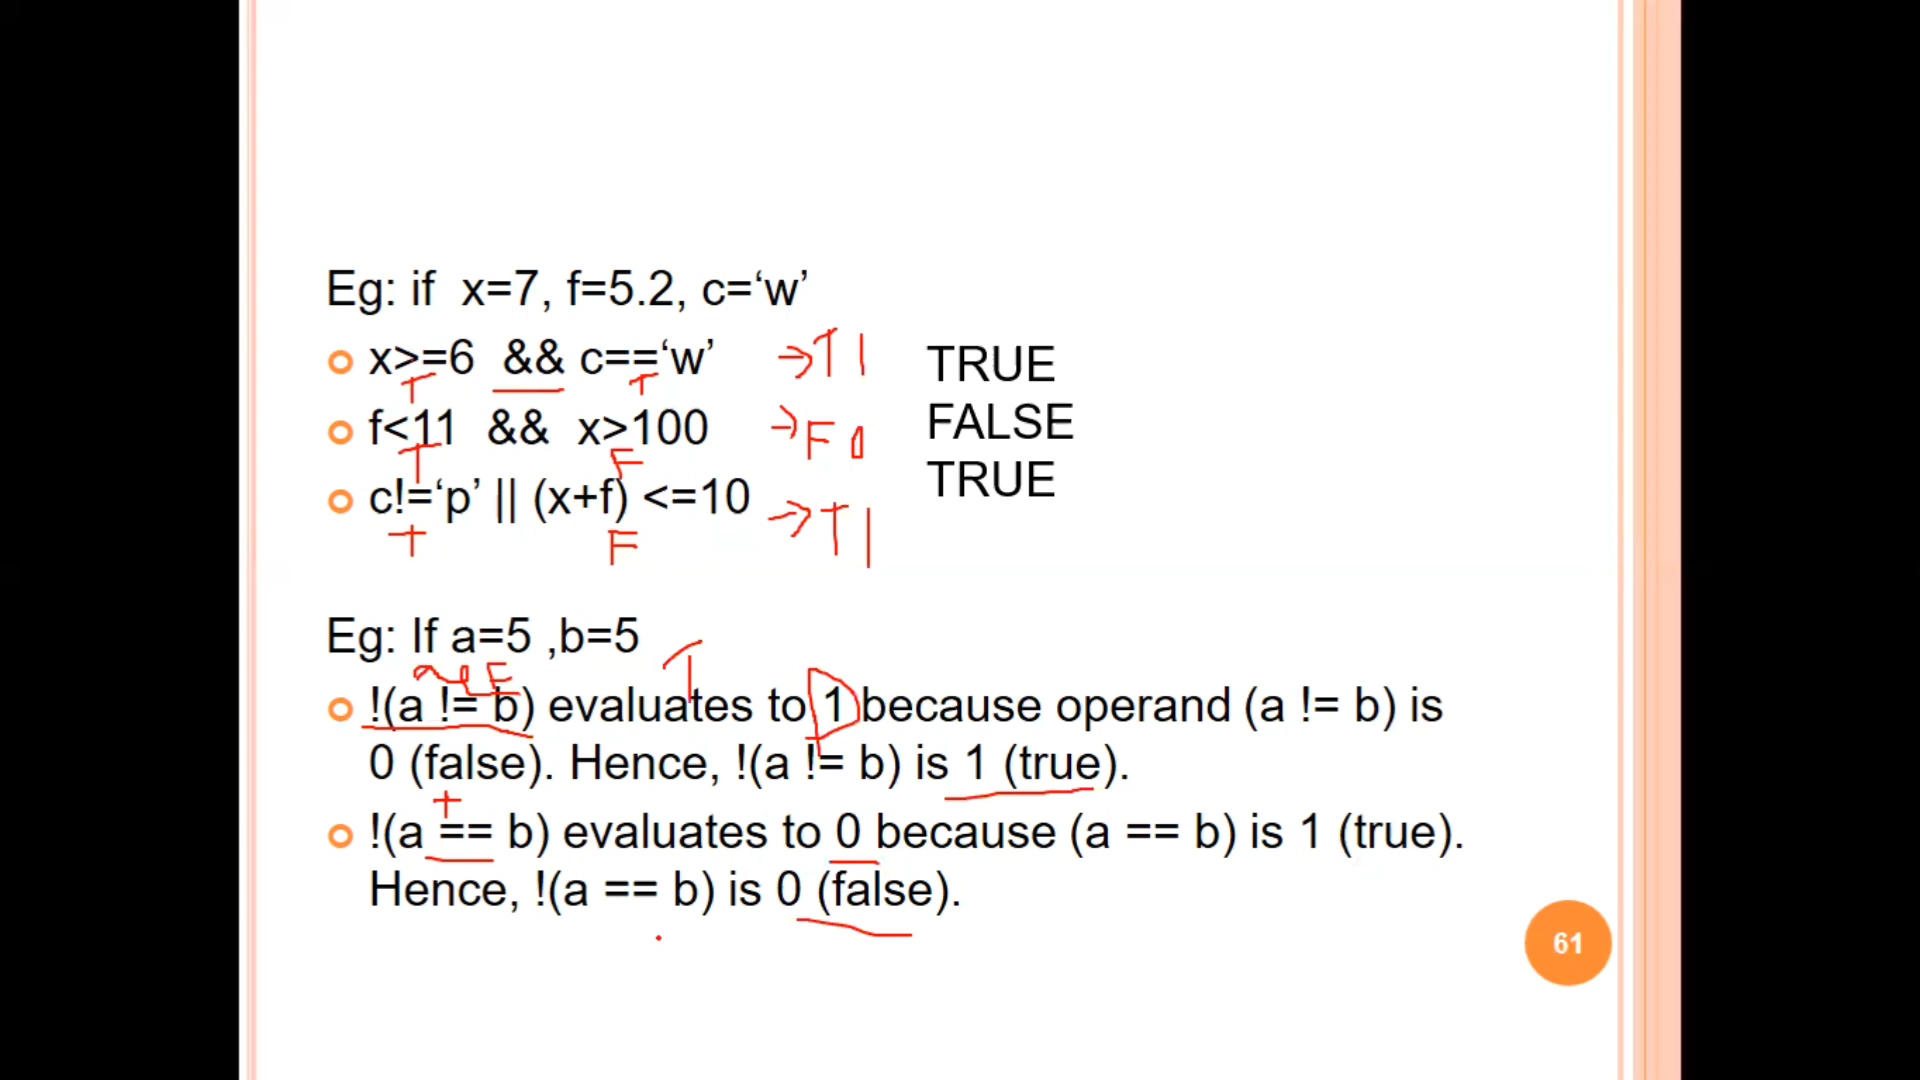 Eg: if x=7, f=5.2, c=‘w’
x>=6 && c==‘w’ →T 1 TRUE
T T
f<11 && x>100 →F 0 FALSE
T F
c!=‘p’ || (x+f) <=10 →T 1 TRUE
T F
Eg: If a=5 ,b=5
F T
!(a != b) evaluates to 1 because operand (a != b) is
0 (false). Hence, !(a != b) is 1 (true).
T
!(a == b) evaluates to 0 because (a == b) is 1 (true).
Hence, !(a == b) is 0 (false).
61